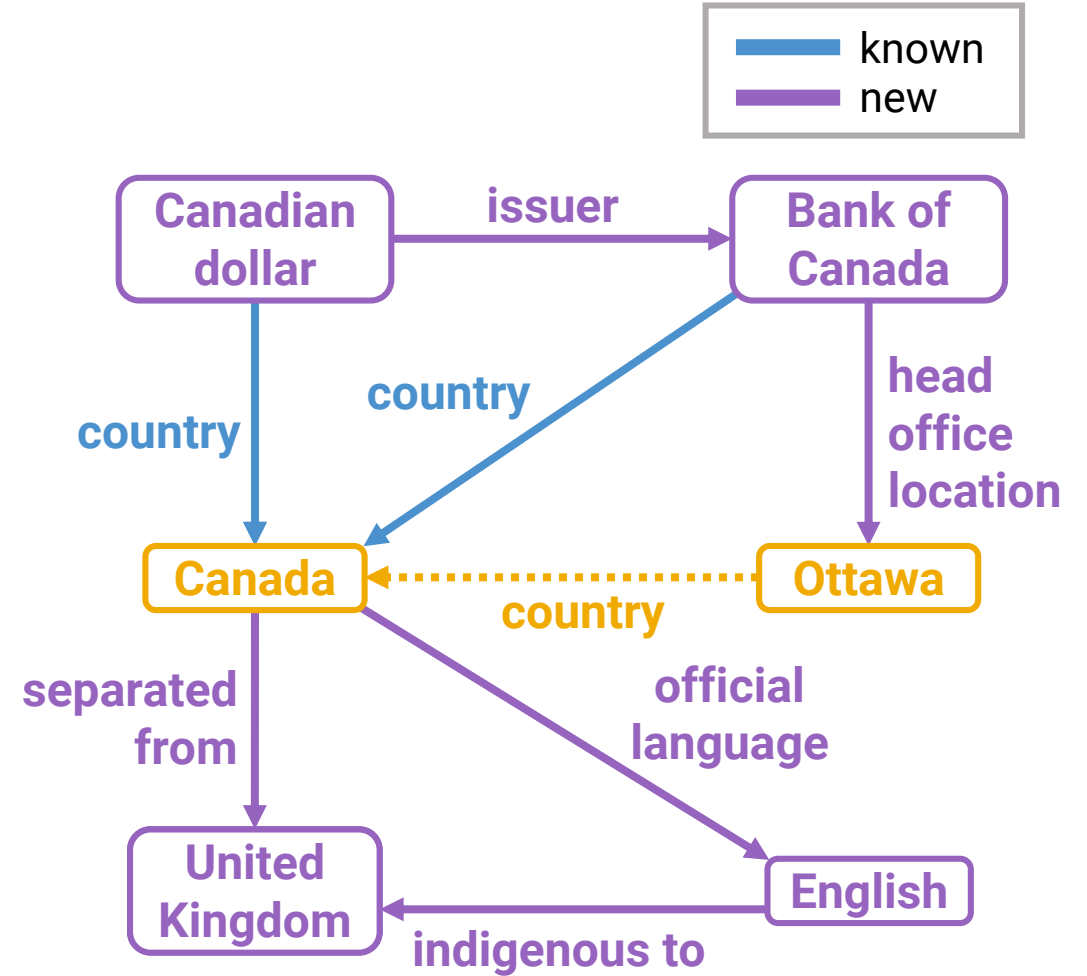 known
new
Canadian
dollar
issuer
Bank of
Canada
country
country
head
office
location
Canada
country
Ottawa
separated
from
official
language
United
Kingdom
indigenous to
English